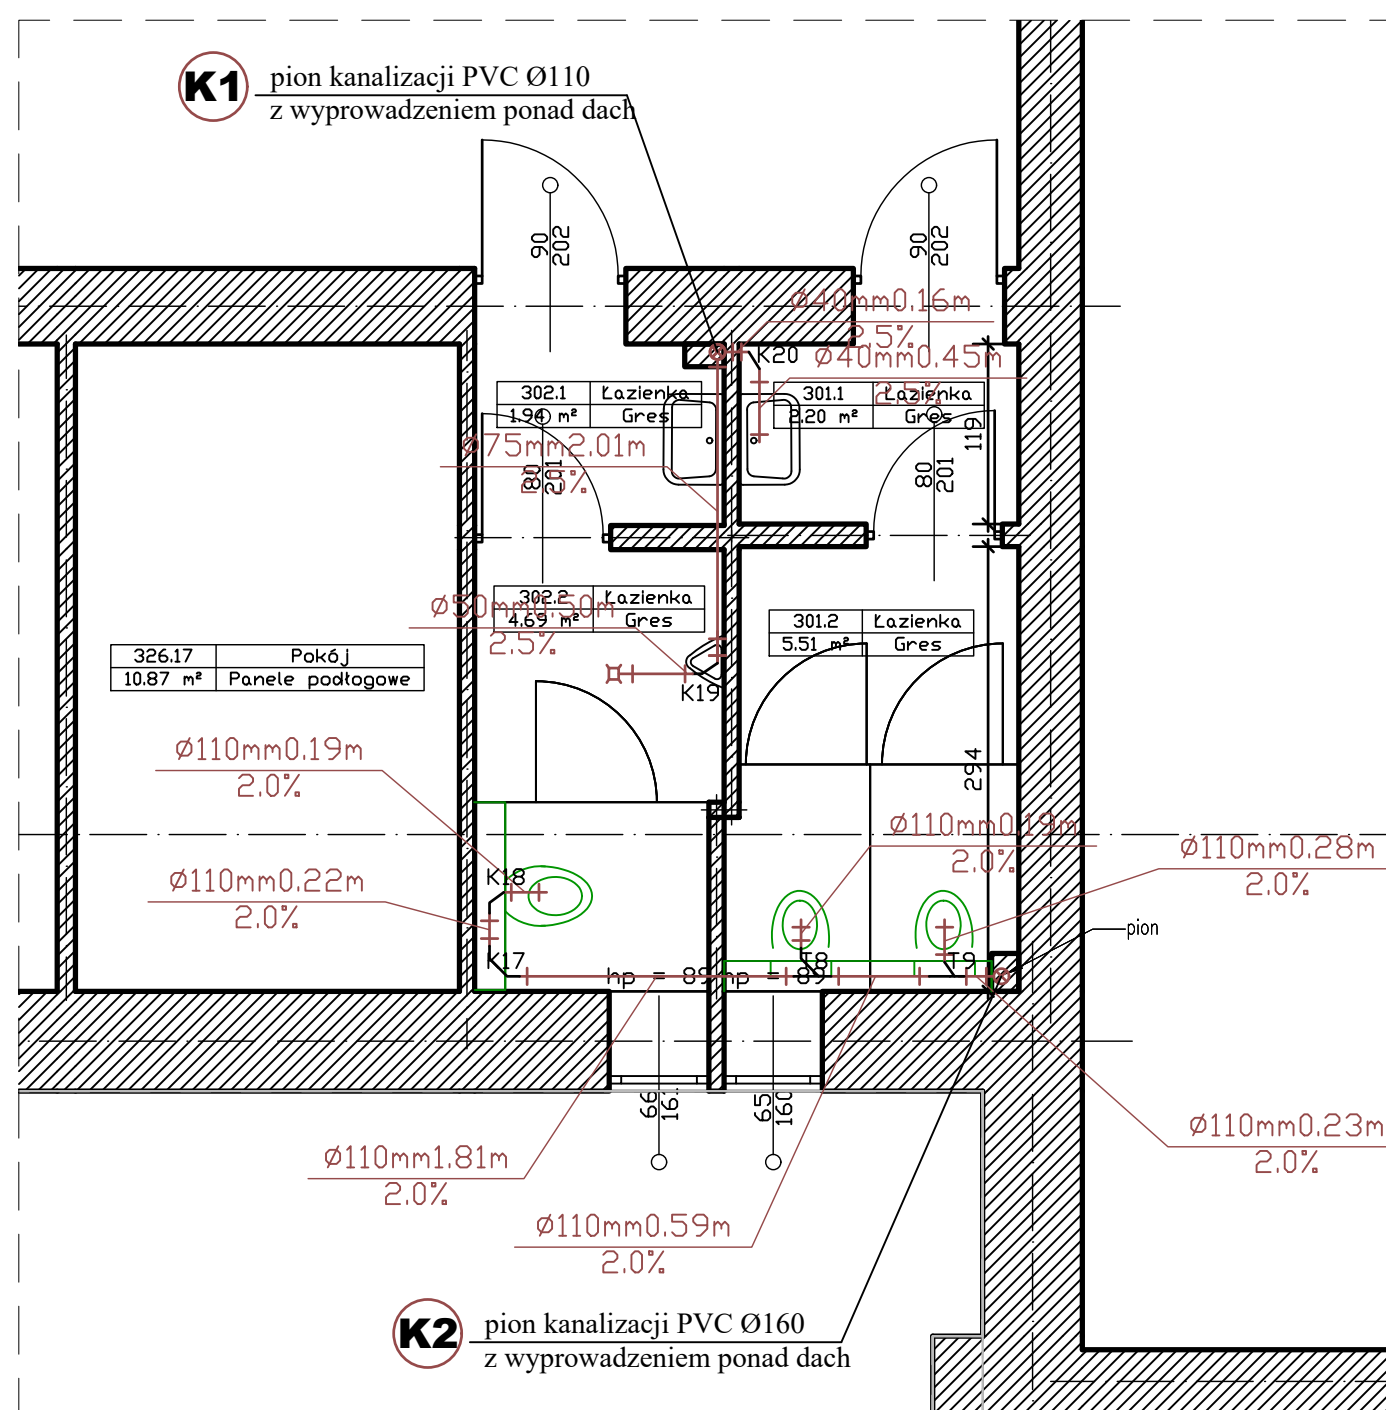 K1
pion kanalizacji PVC Ø110
z wyprowadzeniem ponad dach
90
202
90
202
Ø40mm0.16m
2.5%
K20
Ø40mm0.45m
2.5%
302.1 Łazienka
1.94 m² Gres
301.1 Łazienka
2.20 m² Gres
119
Ø75mm2.01m
80
201
80
201
302.2 Łazienka
4.69 m² Gres
Ø50mm0.50m
2.5%
301.2 Łazienka
5.51 m² Gres
326.17 Pokój
10.87 m² Panele podłogowe
K19
294
Ø110mm0.19m
2.0%
Ø110mm0.19m
2.0%
Ø110mm0.28m
2.0%
K18
Ø110mm0.22m
2.0%
pion
K17
T8
T9
hp = 89
hp = 89
66
161
65
160
Ø110mm0.23m
2.0%
Ø110mm1.81m
2.0%
Ø110mm0.59m
2.0%
K2
pion kanalizacji PVC Ø160
z wyprowadzeniem ponad dach